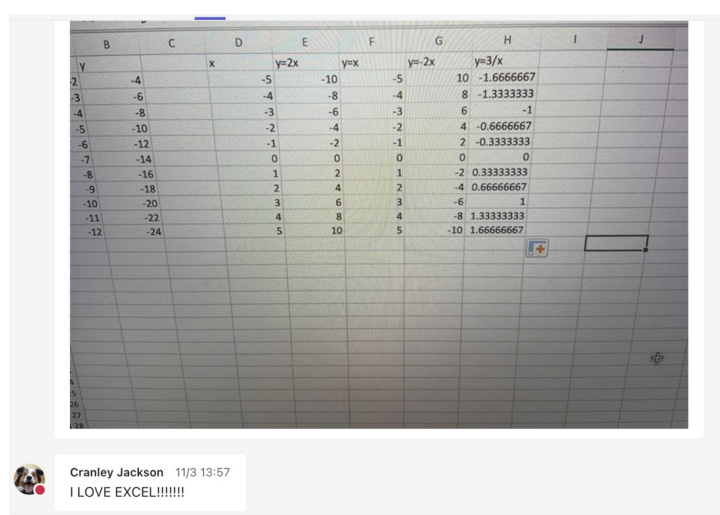 B C D E F G H I J
y x y=2x y=x y=-2x y=3/x
-2 -4 -5 -10 -5 10 -1.6666667
-3 -6 -4 -8 -4 8 -1.3333333
-4 -8 -3 -6 -3 6 -1
-5 -10 -2 -4 -2 4 -0.6666667
-6 -12 -1 -2 -1 2 -0.3333333
-7 -14 0 0 0 0 0
-8 -16 1 2 1 -2 0.33333333
-9 -18 2 4 2 -4 0.66666667
-10 -20 3 6 3 -6 1
-11 -22 4 8 4 -8 1.33333333
-12 -24 5 10 5 -10 1.66666667
26
27
28
Cranley Jackson 11/3 13:57
I LOVE EXCEL!!!!!!!